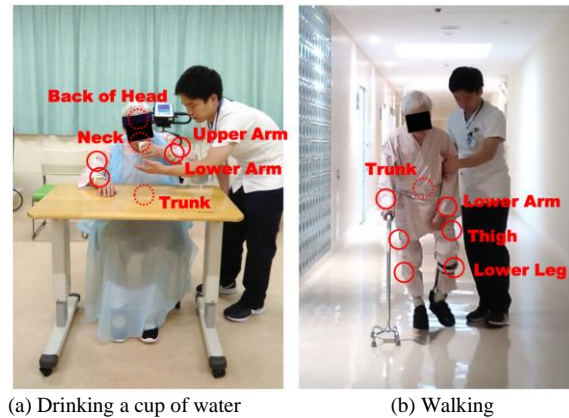 Back of Head
Neck
Upper Arm
Lower Arm
Trunk
Trunk
Lower Arm
Thigh
Lower Leg
(a) Drinking a cup of water
(b) Walking